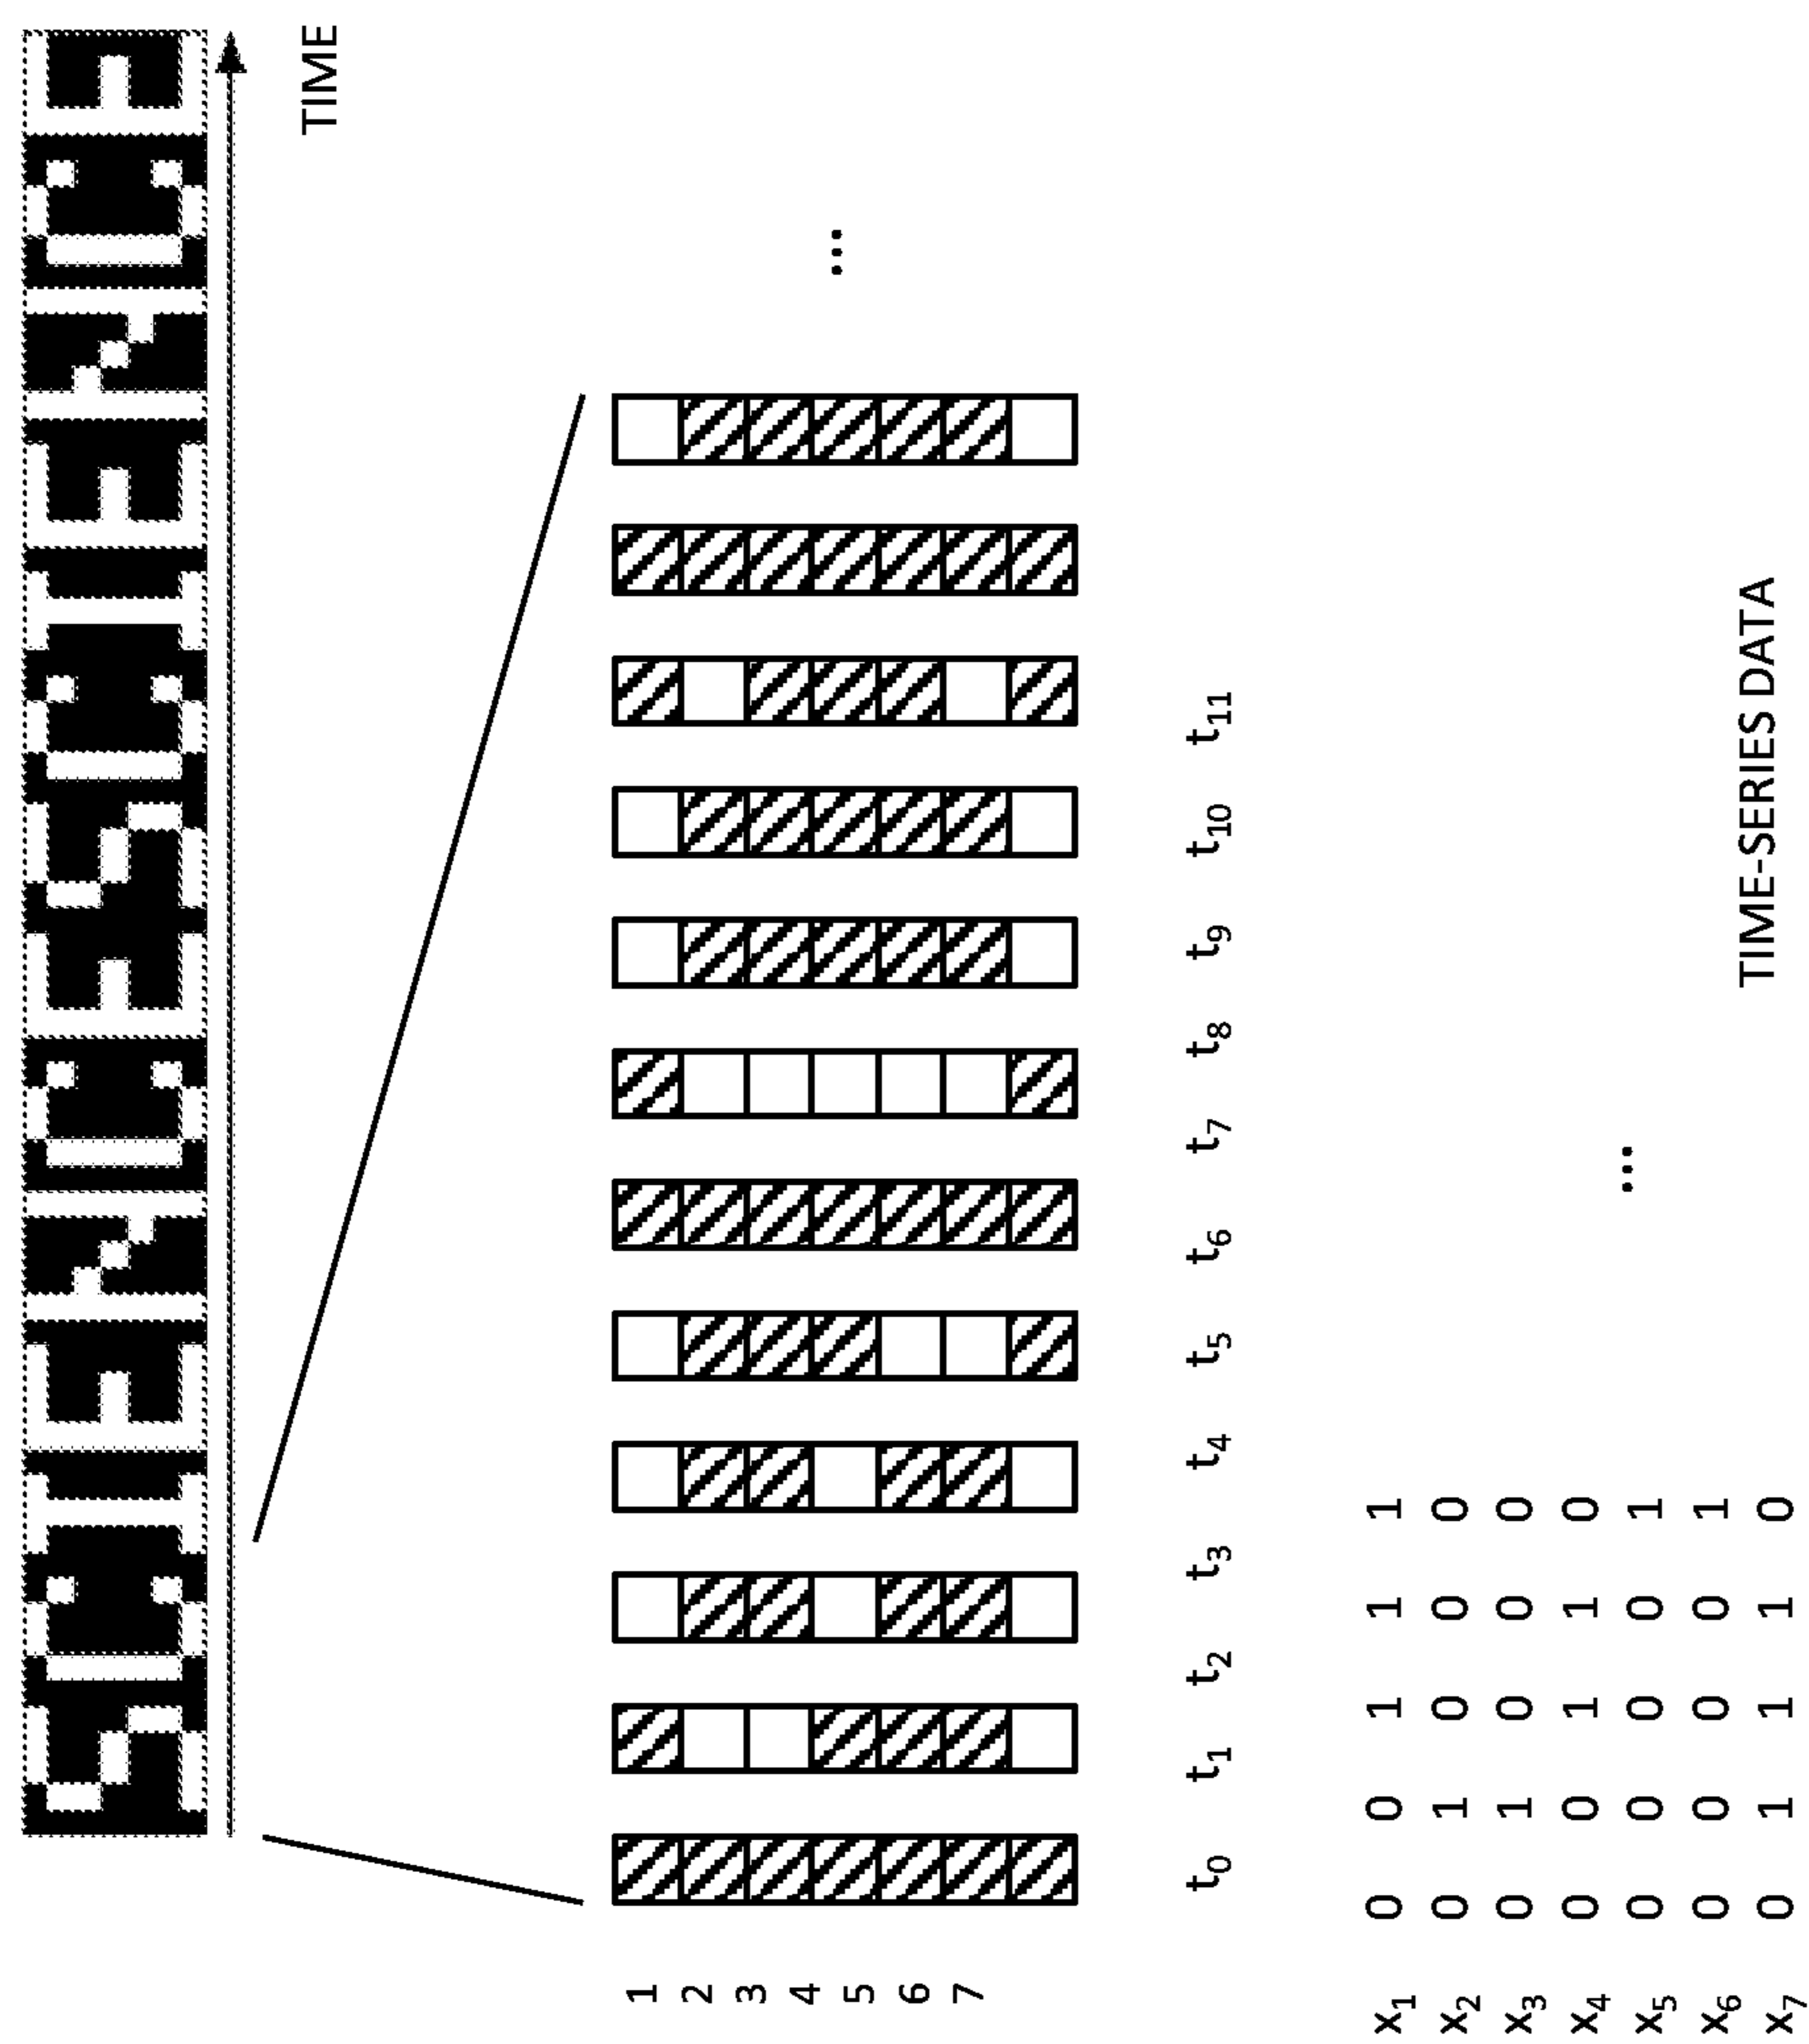 TIME
1
2
3
4
...
5
6
7
t₀ t₁ t₂ t₃ t₄ t₅ t₆ t₇ t₈ t₉ t₁₀ t₁₁
x₁ 0 0 1 1 1
x₂ 0 1 0 0 0
x₃ 0 1 0 0 0
x₄ 0 0 1 1 0
x₅ 0 0 0 0 1 ...
x₆ 0 0 0 0 1
x₇ 0 1 1 1 0
TIME-SERIES DATA